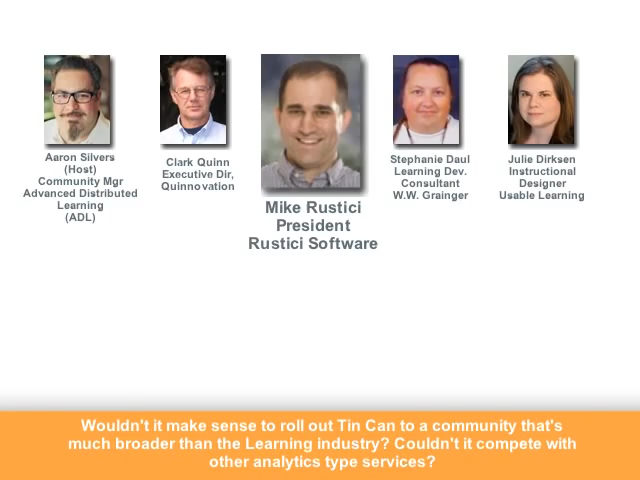 Aaron Silvers
(Host)
Community Mgr
Advanced Distributed
Learning
(ADL)
Clark Quinn
Executive Dir,
Quinnovation
Mike Rustici
President
Rustici Software
Stephanie Daul
Learning Dev.
Consultant
W.W. Grainger
Julie Dirksen
Instructional
Designer
Usable Learning
Wouldn't it make sense to roll out Tin Can to a community that's
much broader than the Learning industry? Couldn't it compete with
other analytics type services?